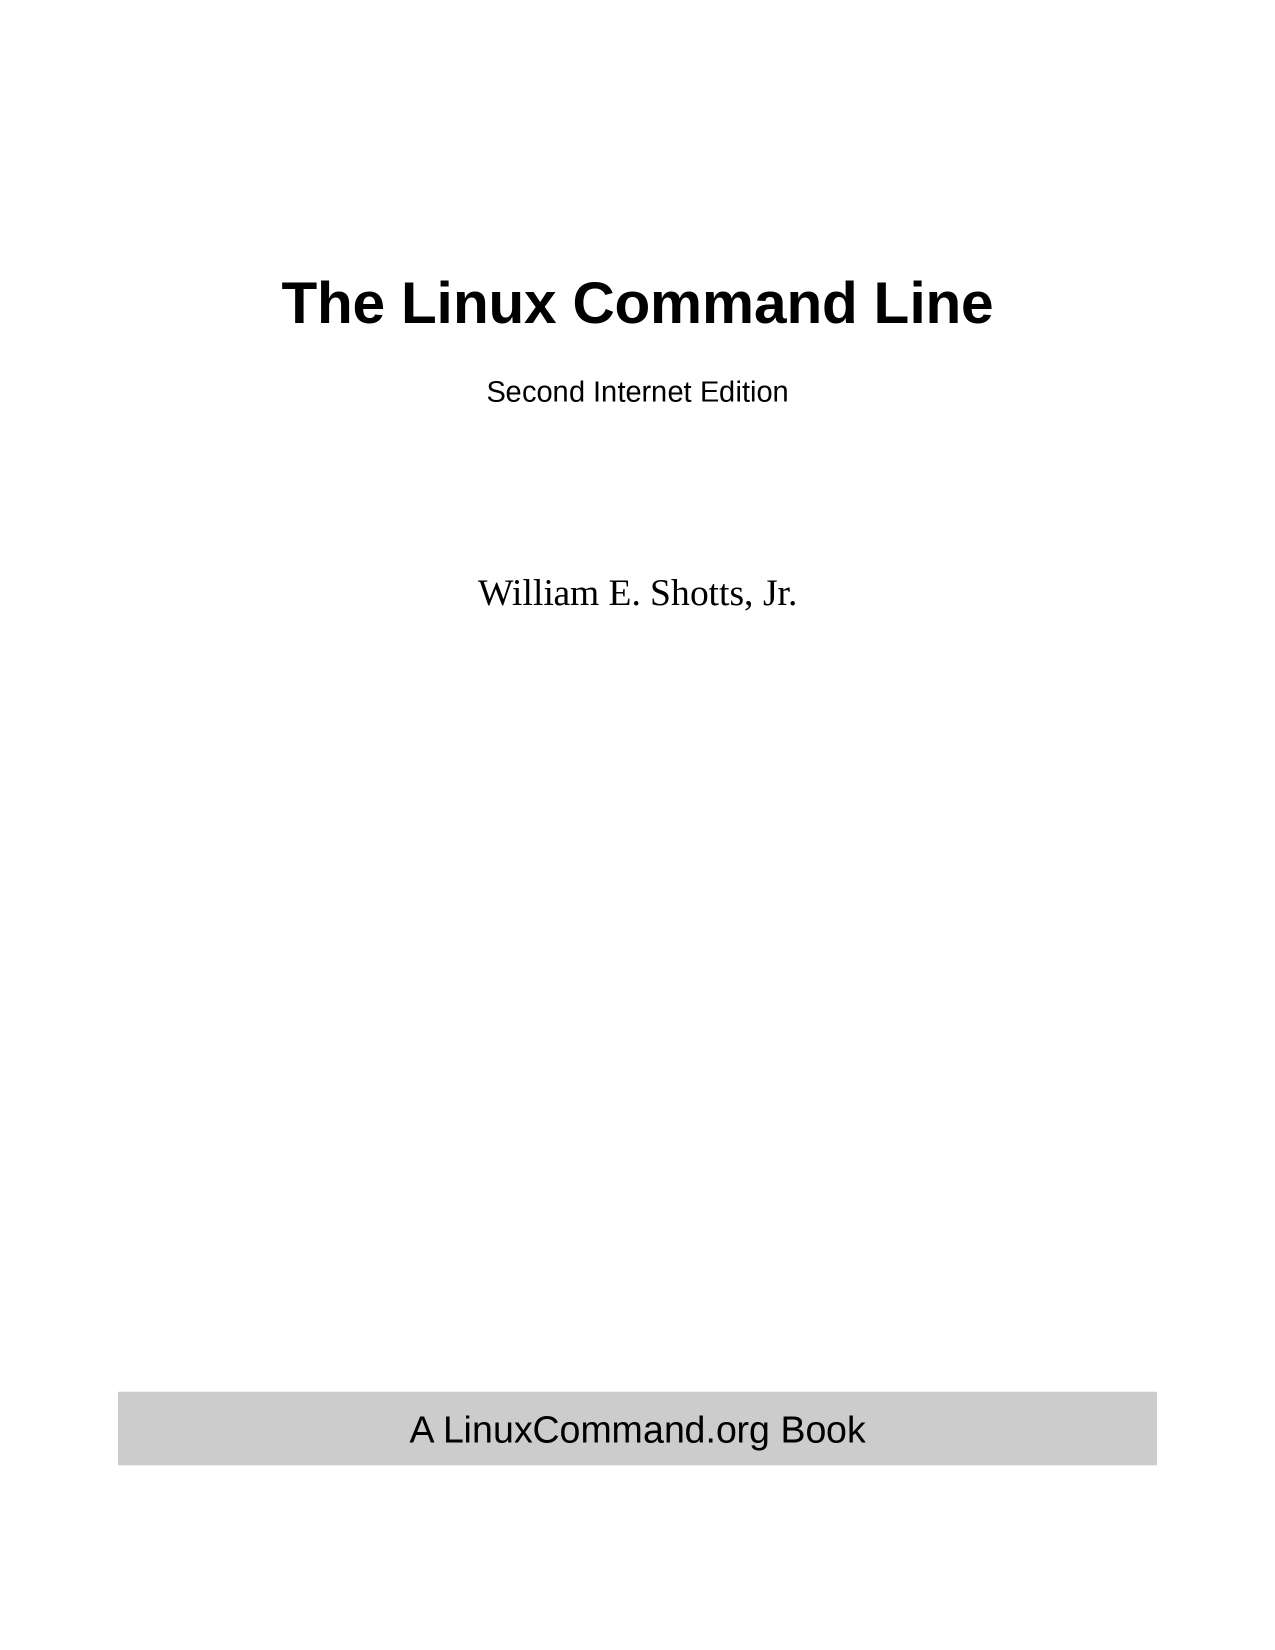 The Linux Command Line
Second Internet Edition
William E. Shotts, Jr.
A LinuxCommand.org Book